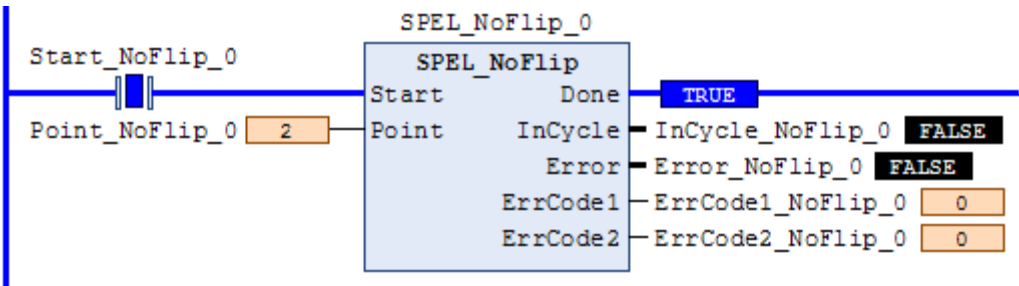 SPEL_NoFlip_0
Start_NoFlip_0
SPEL_NoFlip
Start Done TRUE
Point_NoFlip_0 2 Point InCycle InCycle_NoFlip_0 FALSE
Error Error_NoFlip_0 FALSE
ErrCode1 ErrCode1_NoFlip_0 0
ErrCode2 ErrCode2_NoFlip_0 0